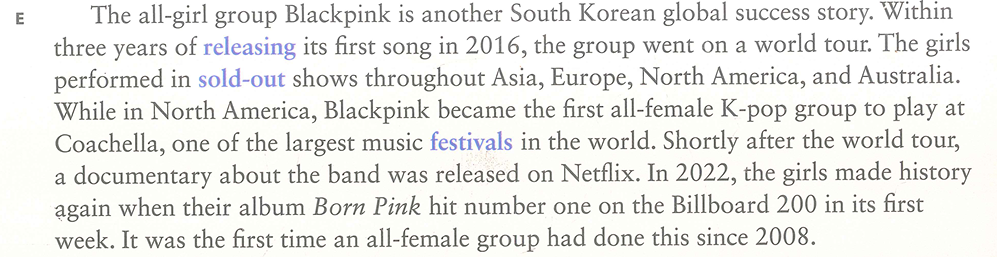 E The all-girl group Blackpink is another South Korean global success story. Within
three years of releasing its first song in 2016, the group went on a world tour. The girls
performed in sold-out shows throughout Asia, Europe, North America, and Australia.
While in North America, Blackpink became the first all-female K-pop group to play at
Coachella, one of the largest music festivals in the world. Shortly after the world tour,
a documentary about the band was released on Netflix. In 2022, the girls made history
again when their album Born Pink hit number one on the Billboard 200 in its first
week. It was the first time an all-female group had done this since 2008.